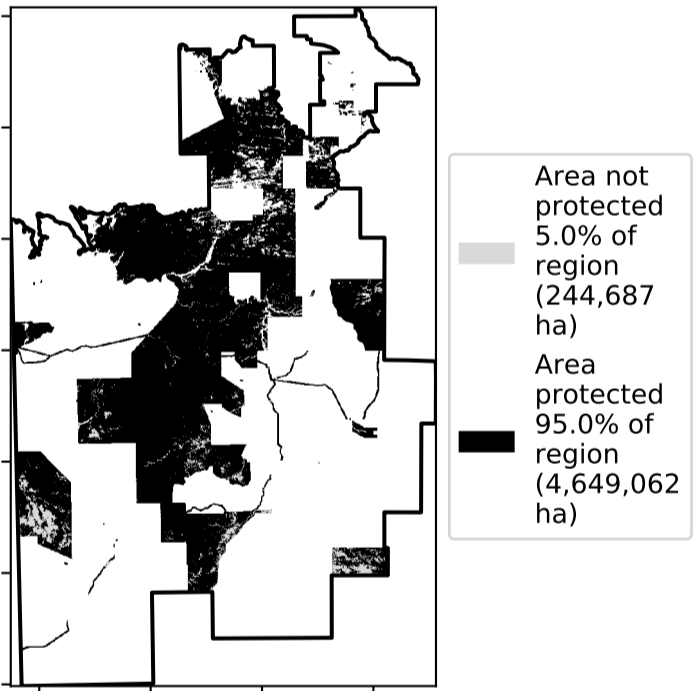 Area not
protected
5.0% of
region
(244,687
ha)
Area
protected
95.0% of
region
(4,649,062
ha)